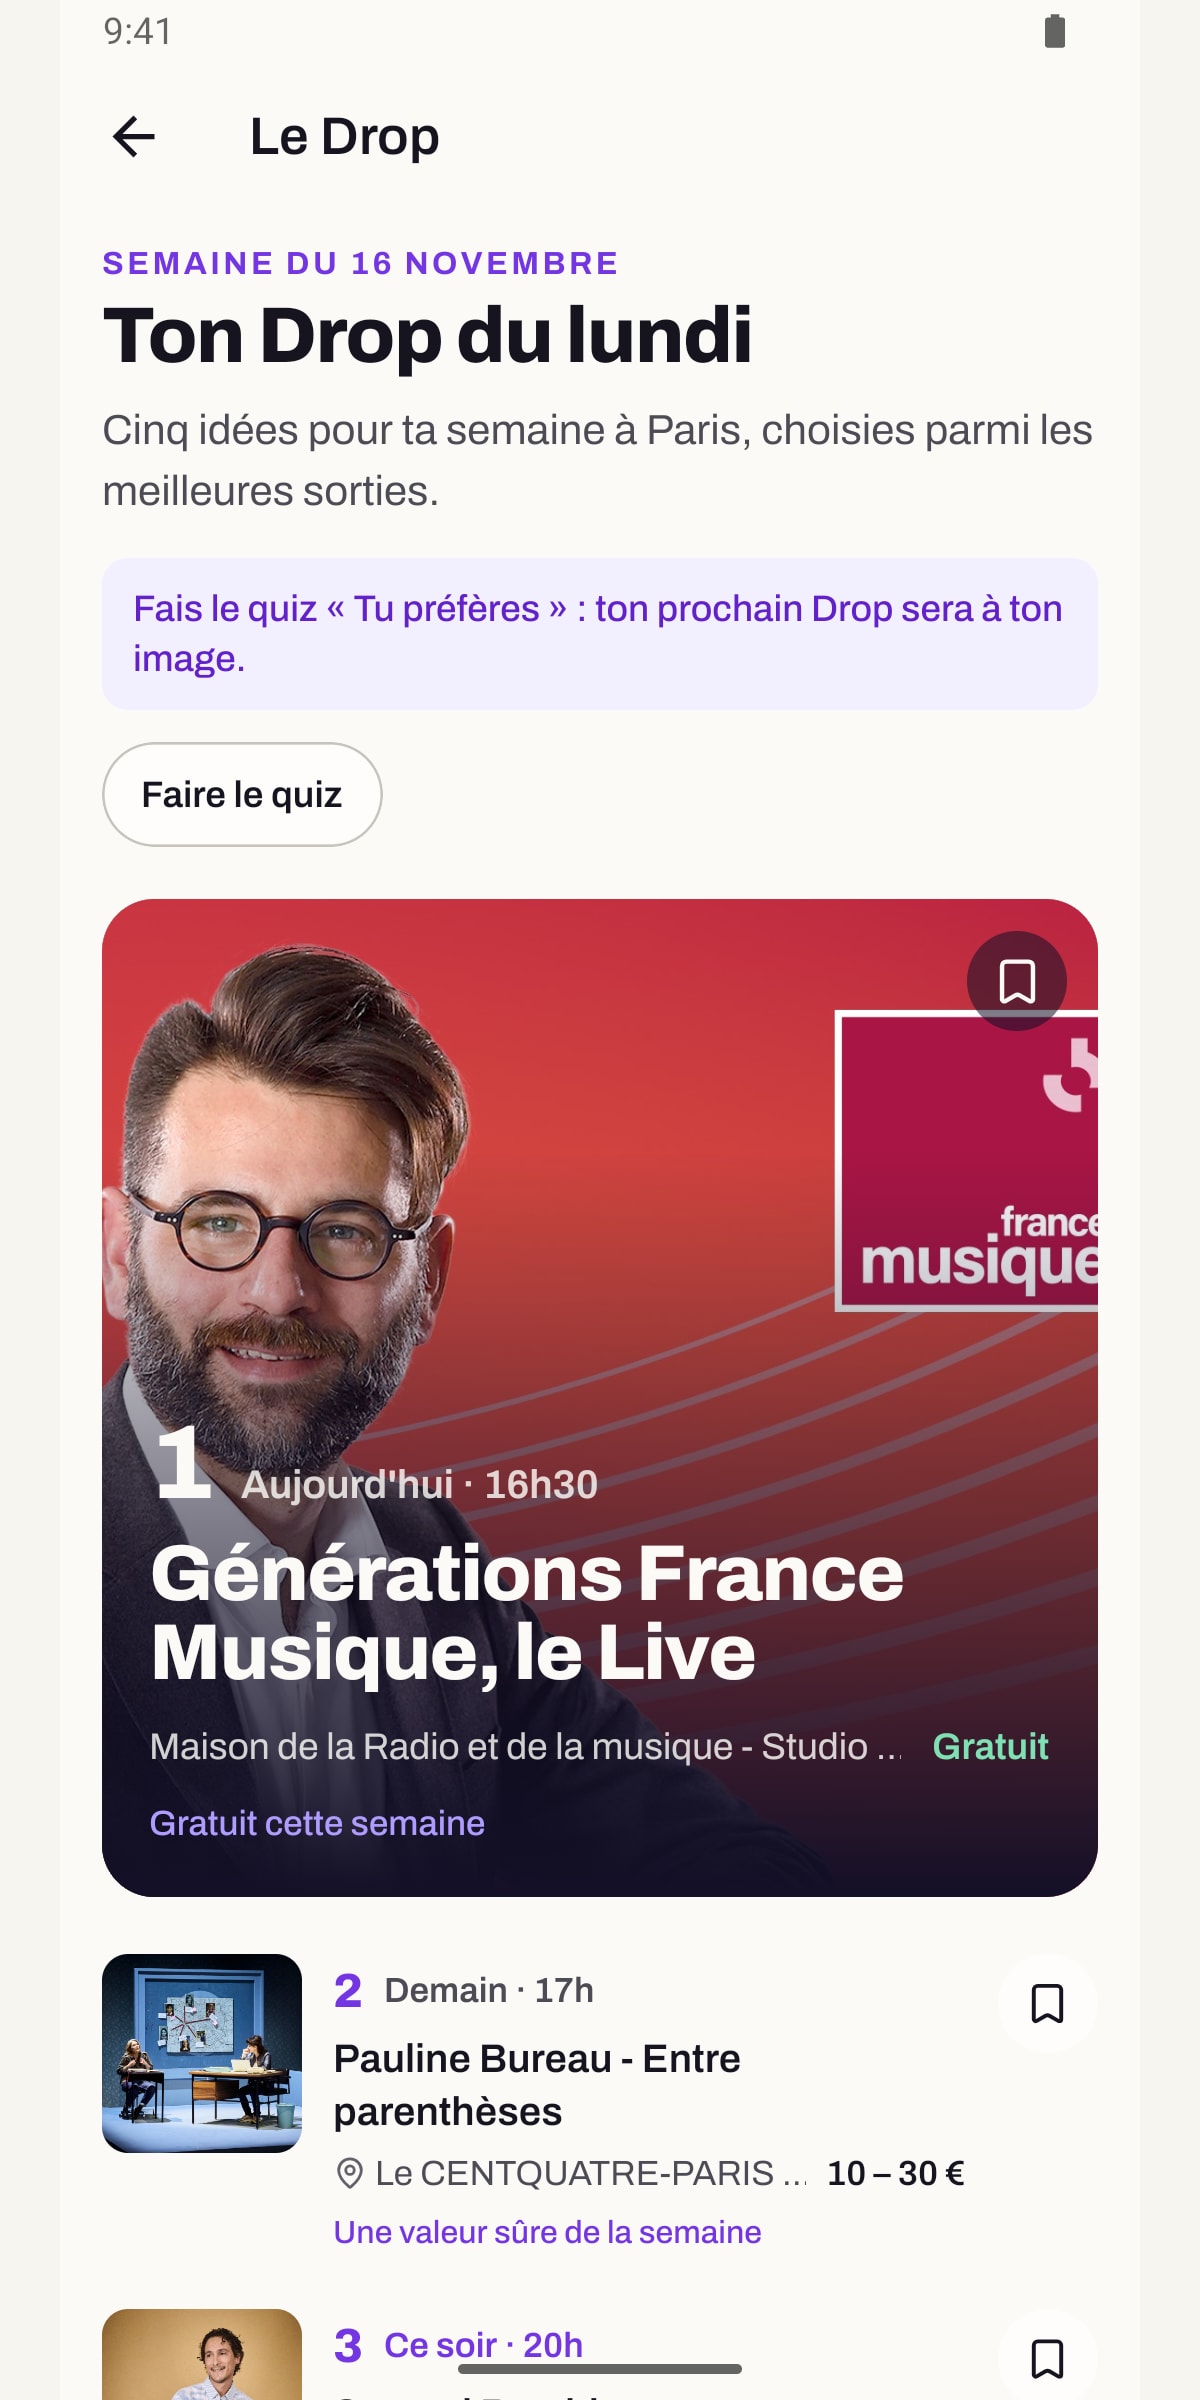 9:41
Le Drop
SEMAINE DU 16 NOVEMBRE
Ton Drop du lundi
Cinq idées pour ta semaine à Paris, choisies parmi les
meilleures sorties.
Fais le quiz « Tu préfères » : ton prochain Drop sera à ton
image.
Faire le quiz
france
musique
1 Aujourd'hui · 16h30
Générations France
Musique, le Live
Maison de la Radio et de la musique - Studio ... Gratuit
Gratuit cette semaine
2 Demain · 17h
Pauline Bureau - Entre
parenthèses
Le CENTQUATRE-PARIS ... 10 – 30 €
Une valeur sûre de la semaine
3 Ce soir · 20h